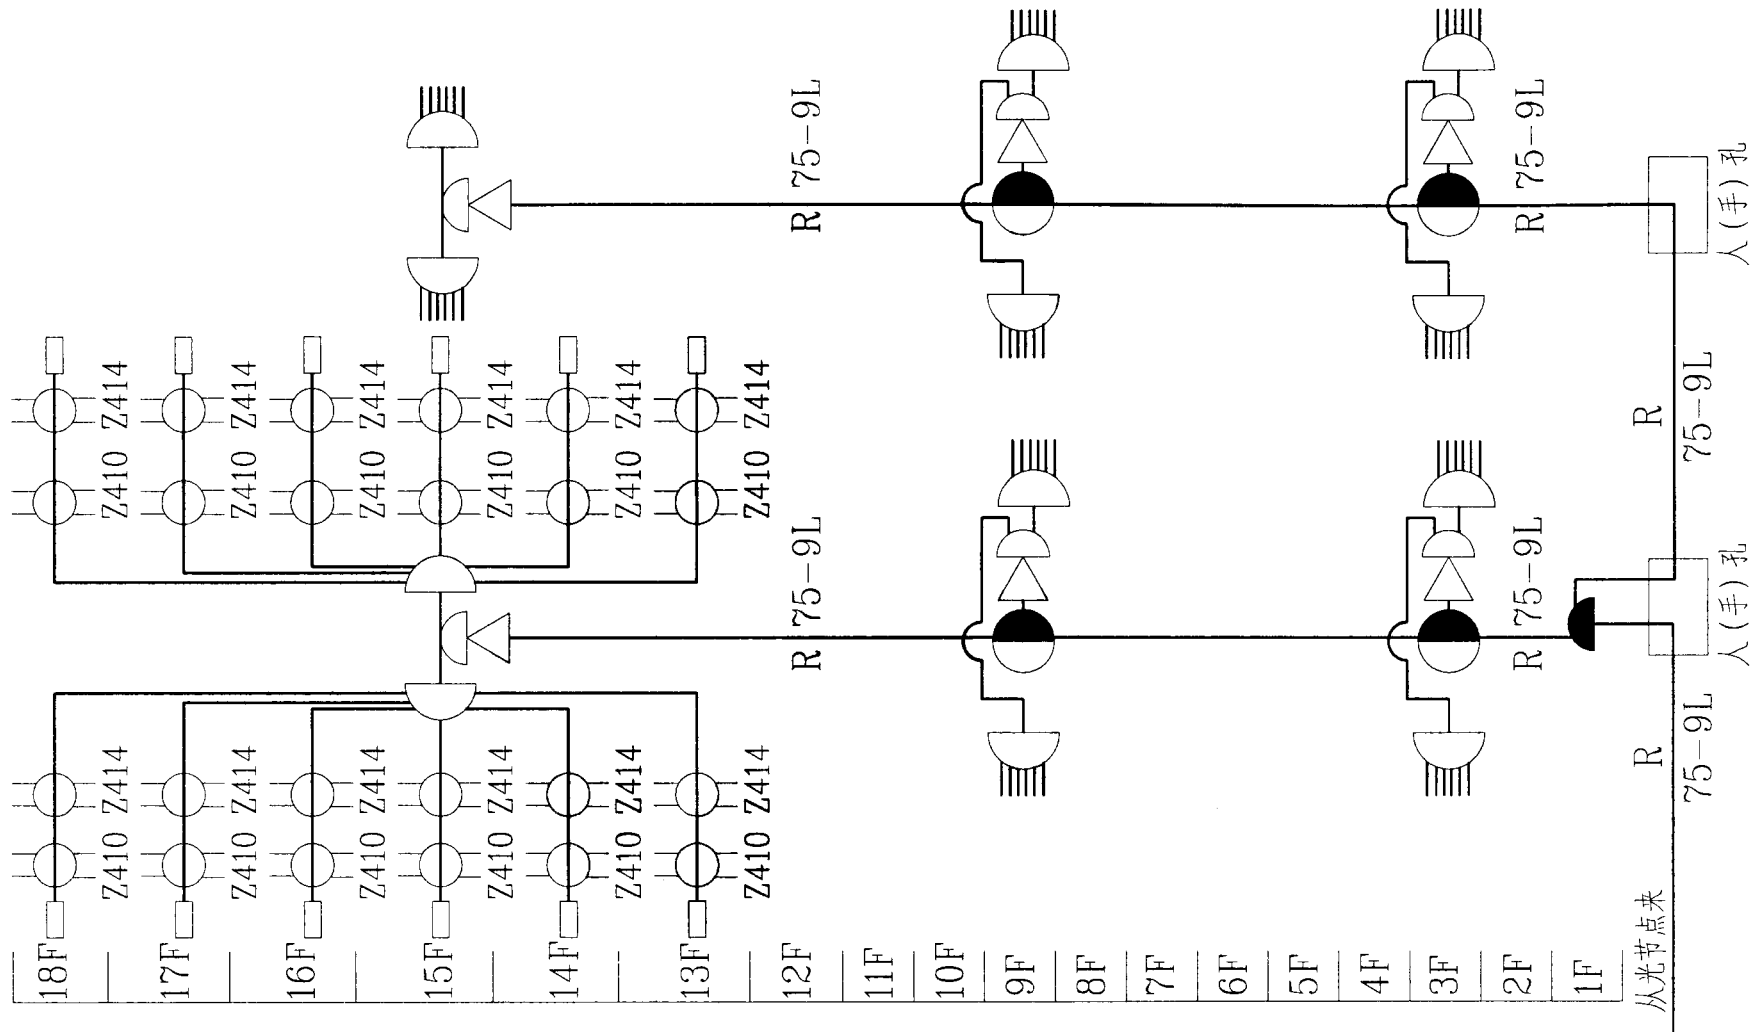 18F
Z410 Z414 Z410 Z414
17F
Z410 Z414 Z410 Z414
16F
Z410 Z414 Z410 Z414
15F
Z410 Z414 Z410 Z414
14F
Z410 Z414 Z410 Z414
13F
Z410 Z414 Z410 Z414
12F
R 75-9L
R 75-9L
11F
10F
9F
8F
7F
6F
5F
4F
3F
2F
R 75-9L
R 75-9L
1F
从光节点来
R
75-9L
R
75-9L
人(手)孔
人(手)孔